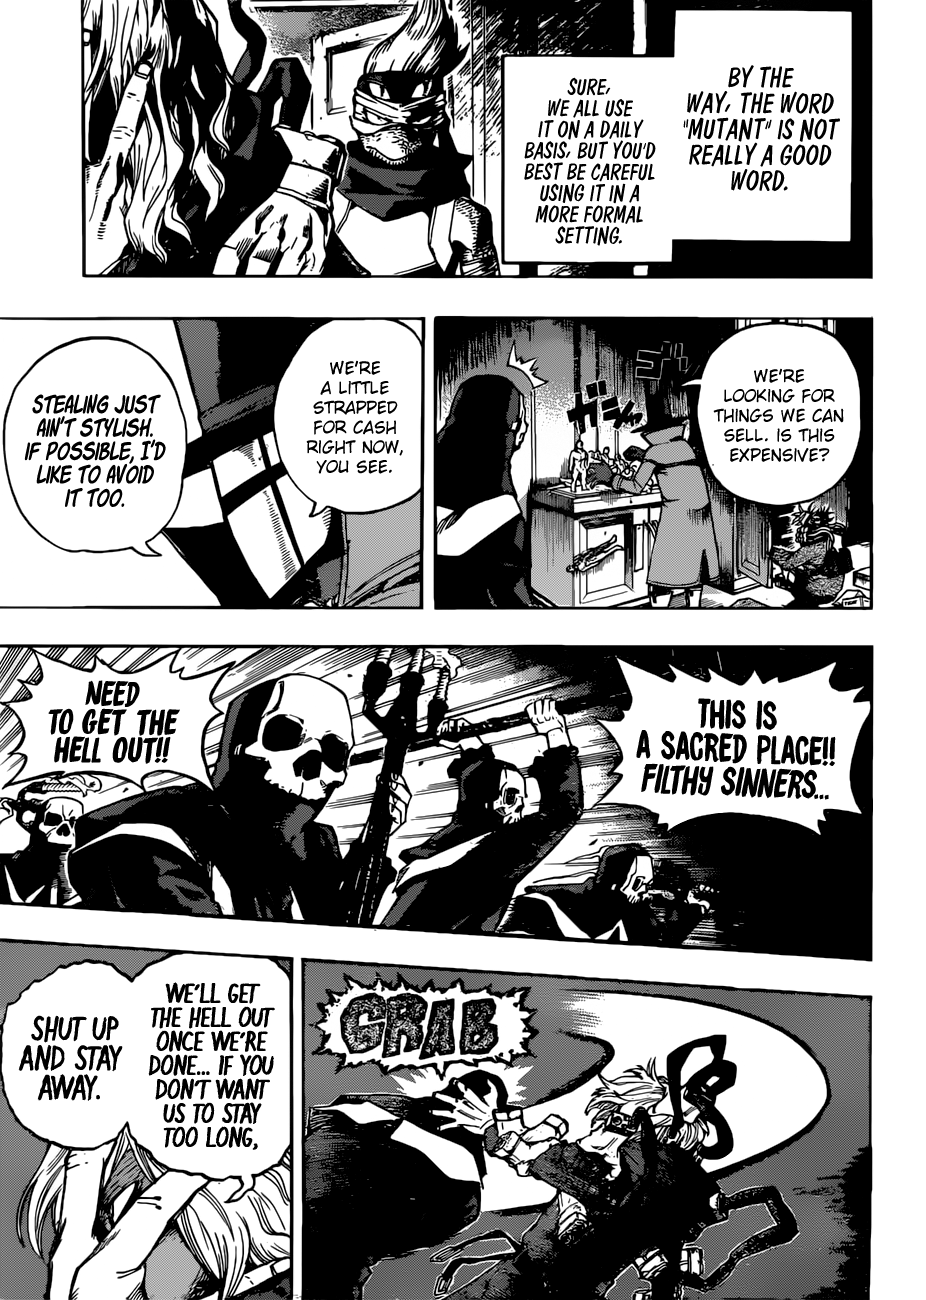 BY THE
WAY, THE WORD
"MUTANT" IS NOT
REALLY A GOOD
WORD.
SURE,
WE ALL USE
IT ON A DAILY
BASIS, BUT YOU'D
BEST BE CAREFUL
USING IT IN A
MORE FORMAL
SETTING.
WE'RE
LOOKING FOR
THINGS WE CAN
SELL. IS THIS
EXPENSIVE?
ゴソ
ガシャ
WE'RE
A LITTLE
STRAPPED
FOR CASH
RIGHT NOW,
YOU SEE.
STEALING JUST
AIN'T STYLISH.
IF POSSIBLE, I'D
LIKE TO AVOID
IT TOO.
THIS IS
A SACRED PLACE!!
FILTHY SINNERS...
NEED
TO GET THE
HELL OUT!!
GRAB
WE'LL GET
THE HELL OUT
ONCE WE'RE
DONE... IF YOU
DON'T WANT
US TO STAY
TOO LONG,
SHUT UP
AND STAY
AWAY.